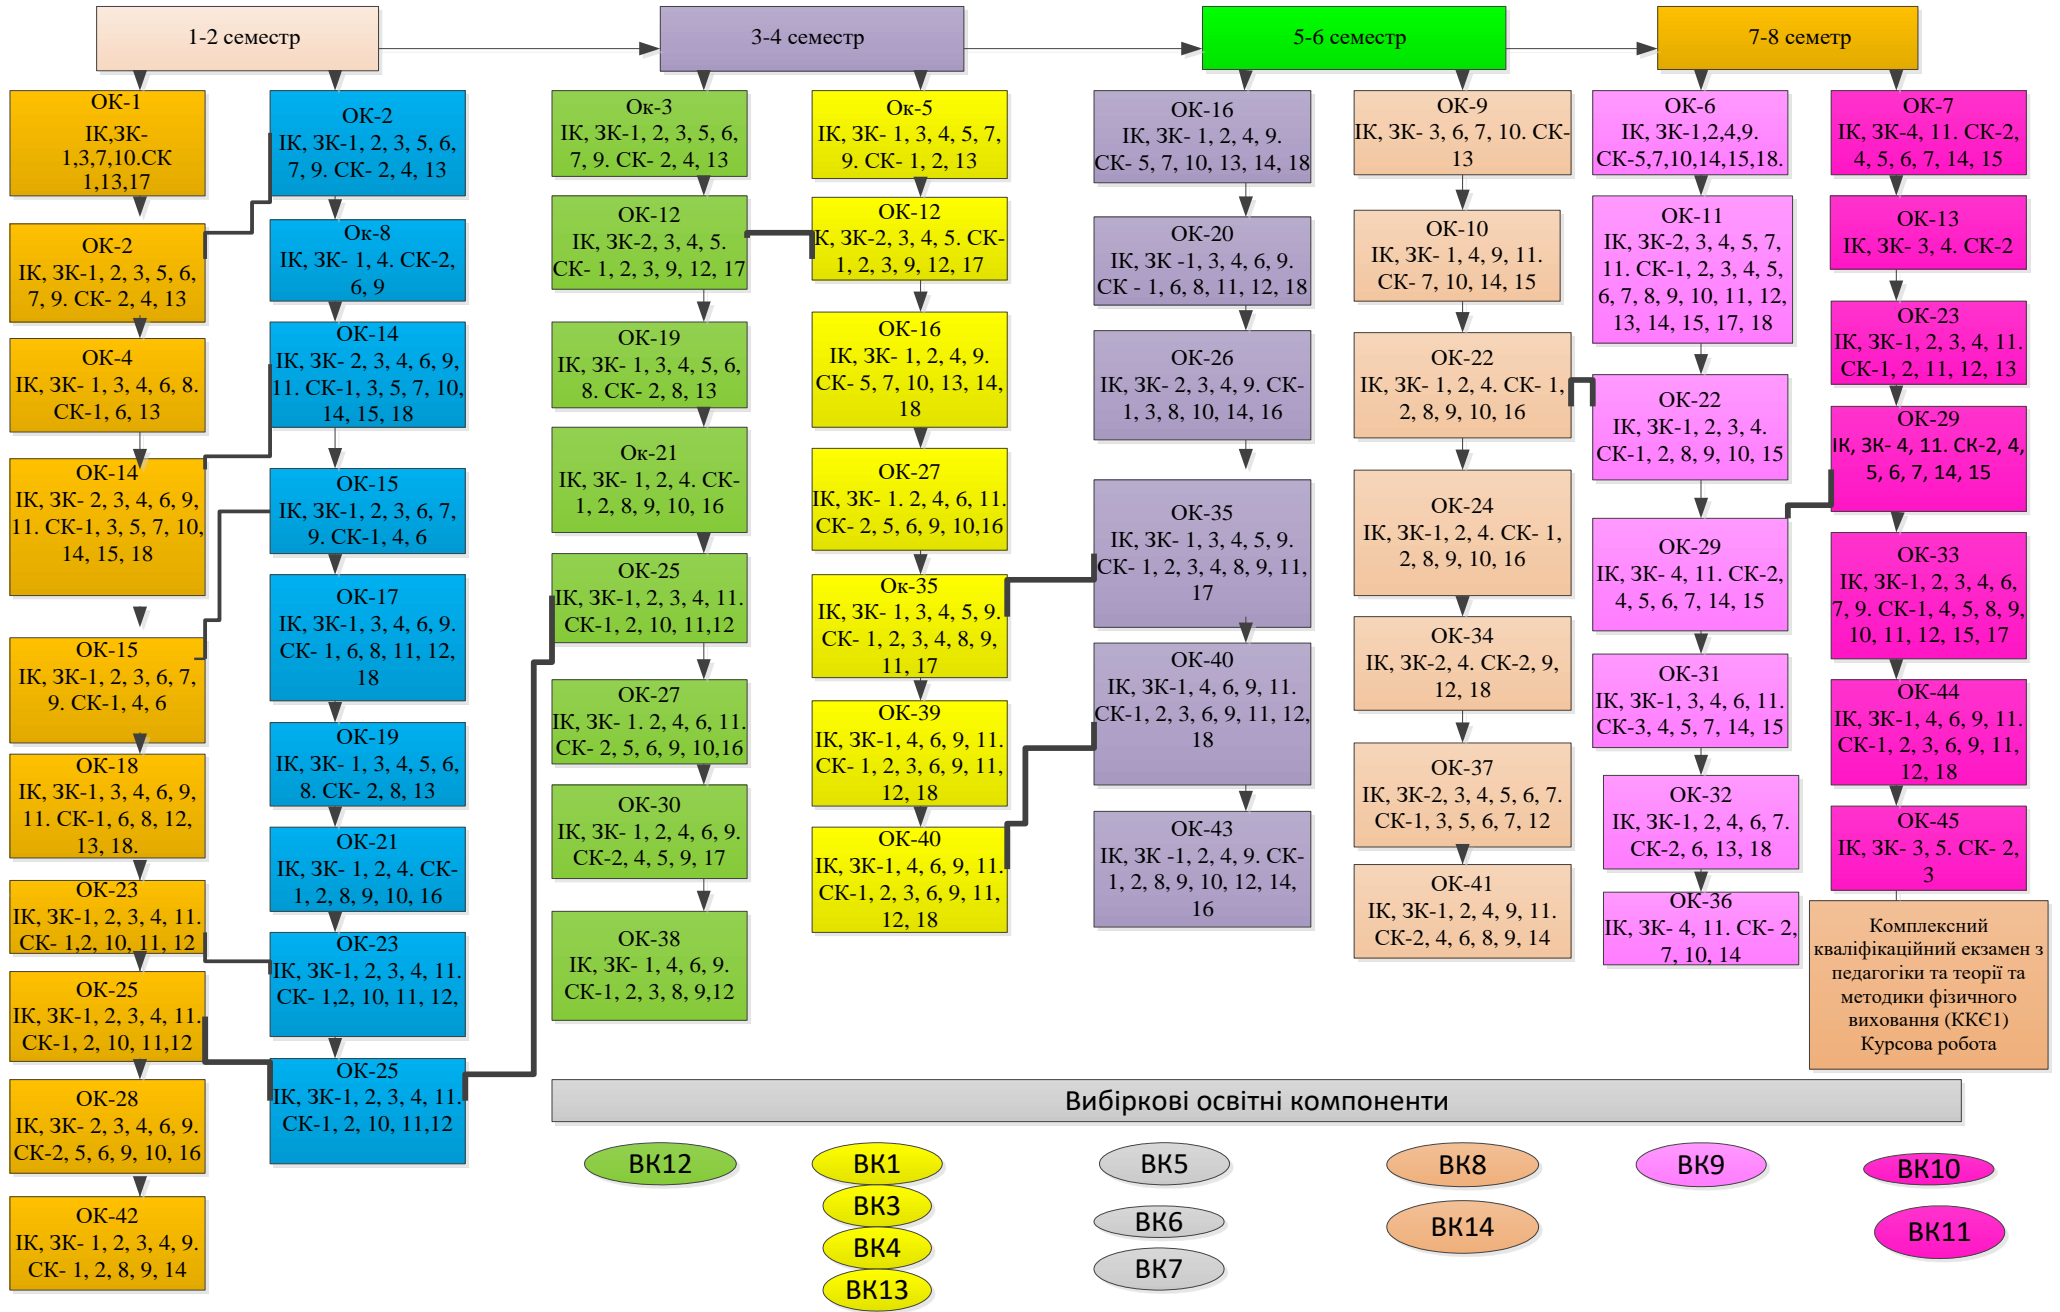 1-2 семестр
3-4 семестр
5-6 семестр
7-8 семетр
ОК-1
ІК,ЗК-
1,3,7,10.СК
1,13,17
ОК-2
ІК, ЗК-1, 2, 3, 5, 6,
7, 9. СК- 2, 4, 13
ОК-4
ІК, ЗК- 1, 3, 4, 6, 8.
СК-1, 6, 13
ОК-14
ІК, ЗК- 2, 3, 4, 6, 9,
11. СК-1, 3, 5, 7, 10,
14, 15, 18
ОК-15
ІК, ЗК-1, 2, 3, 6, 7,
9. СК-1, 4, 6
ОК-18
ІК, ЗК-1, 3, 4, 6, 9,
11. СК-1, 6, 8, 12,
13, 18.
ОК-23
ІК, ЗК-1, 2, 3, 4, 11.
СК- 1,2, 10, 11, 12
ОК-25
ІК, ЗК-1, 2, 3, 4, 11.
СК-1, 2, 10, 11,12
ОК-28
ІК, ЗК- 2, 3, 4, 6, 9.
СК-2, 5, 6, 9, 10, 16
ОК-42
ІК, ЗК- 1, 2, 3, 4, 9.
СК- 1, 2, 8, 9, 14
ОК-2
ІК, ЗК-1, 2, 3, 5, 6,
7, 9. СК- 2, 4, 13
Ок-8
ІК, ЗК- 1, 4. СК-2,
6, 9
ОК-14
ІК, ЗК- 2, 3, 4, 6, 9,
11. СК-1, 3, 5, 7, 10,
14, 15, 18
ОК-15
ІК, ЗК-1, 2, 3, 6, 7,
9. СК-1, 4, 6
ОК-17
ІК, ЗК-1, 3, 4, 6, 9.
СК- 1, 6, 8, 11, 12,
18
ОК-19
ІК, ЗК- 1, 3, 4, 5, 6,
8. СК- 2, 8, 13
ОК-21
ІК, ЗК- 1, 2, 4. СК-
1, 2, 8, 9, 10, 16
ОК-23
ІК, ЗК-1, 2, 3, 4, 11.
СК- 1,2, 10, 11, 12,
ОК-25
ІК, ЗК-1, 2, 3, 4, 11.
СК-1, 2, 10, 11,12
Ок-3
ІК, ЗК-1, 2, 3, 5, 6,
7, 9. СК- 2, 4, 13
ОК-12
ІК, ЗК-2, 3, 4, 5.
СК- 1, 2, 3, 9, 12, 17
ОК-19
ІК, ЗК- 1, 3, 4, 5, 6,
8. СК- 2, 8, 13
Ок-21
ІК, ЗК- 1, 2, 4. СК-
1, 2, 8, 9, 10, 16
ОК-25
ІК, ЗК-1, 2, 3, 4, 11.
СК-1, 2, 10, 11,12
ОК-27
ІК, ЗК- 1. 2, 4, 6, 11.
СК- 2, 5, 6, 9, 10,16
ОК-30
ІК, ЗК- 1, 2, 4, 6, 9.
СК-2, 4, 5, 9, 17
ОК-38
ІК, ЗК- 1, 4, 6, 9.
СК-1, 2, 3, 8, 9,12
Ок-5
ІК, ЗК- 1, 3, 4, 5, 7,
9. СК- 1, 2, 13
ОК-12
К, ЗК-2, 3, 4, 5. СК-
1, 2, 3, 9, 12, 17
ОК-16
ІК, ЗК- 1, 2, 4, 9.
СК- 5, 7, 10, 13, 14,
18
ОК-27
ІК, ЗК- 1. 2, 4, 6, 11.
СК- 2, 5, 6, 9, 10,16
Ок-35
ІК, ЗК- 1, 3, 4, 5, 9.
СК- 1, 2, 3, 4, 8, 9,
11, 17
ОК-39
ІК, ЗК-1, 4, 6, 9, 11.
СК- 1, 2, 3, 6, 9, 11,
12, 18
ОК-40
ІК, ЗК-1, 4, 6, 9, 11.
СК-1, 2, 3, 6, 9, 11,
12, 18
ОК-16
ІК, ЗК- 1, 2, 4, 9.
СК- 5, 7, 10, 13, 14, 18
ОК-20
ІК, ЗК -1, 3, 4, 6, 9.
СК - 1, 6, 8, 11, 12, 18
ОК-26
ІК, ЗК- 2, 3, 4, 9. СК-
1, 3, 8, 10, 14, 16
ОК-35
ІК, ЗК- 1, 3, 4, 5, 9.
СК- 1, 2, 3, 4, 8, 9, 11,
17
ОК-40
ІК, ЗК-1, 4, 6, 9, 11.
СК-1, 2, 3, 6, 9, 11, 12,
18
ОК-43
ІК, ЗК -1, 2, 4, 9. СК-
1, 2, 8, 9, 10, 12, 14,
16
ОК-9
ІК, ЗК- 3, 6, 7, 10. СК-
13
ОК-10
ІК, ЗК- 1, 4, 9, 11.
СК- 7, 10, 14, 15
ОК-22
ІК, ЗК- 1, 2, 4. СК- 1,
2, 8, 9, 10, 16
ОК-24
ІК, ЗК-1, 2, 4. СК- 1,
2, 8, 9, 10, 16
ОК-34
ІК, ЗК-2, 4. СК-2, 9,
12, 18
ОК-37
ІК, ЗК-2, 3, 4, 5, 6, 7.
СК-1, 3, 5, 6, 7, 12
ОК-41
ІК, ЗК-1, 2, 4, 9, 11.
СК-2, 4, 6, 8, 9, 14
ОК-6
ІК, ЗК-1,2,4,9.
СК-5,7,10,14,15,18.
ОК-11
ІК, ЗК-2, 3, 4, 5, 7,
11. СК-1, 2, 3, 4, 5,
6, 7, 8, 9, 10, 11, 12,
13, 14, 15, 17, 18
ОК-22
ІК, ЗК-1, 2, 3, 4.
СК-1, 2, 8, 9, 10, 15
ОК-29
ІК, ЗК- 4, 11. СК-2,
4, 5, 6, 7, 14, 15
ОК-31
ІК, ЗК-1, 3, 4, 6, 11.
СК-3, 4, 5, 7, 14, 15
ОК-32
ІК, ЗК-1, 2, 4, 6, 7.
СК-2, 6, 13, 18
ОК-36
ІК, ЗК- 4, 11. СК- 2,
7, 10, 14
ОК-7
ІК, ЗК-4, 11. СК-2,
4, 5, 6, 7, 14, 15
ОК-13
ІК, ЗК- 3, 4. СК-2
ОК-23
ІК, ЗК-1, 2, 3, 4, 11.
СК-1, 2, 11, 12, 13
ОК-29
ІК, ЗК- 4, 11. СК-2, 4,
5, 6, 7, 14, 15
ОК-33
ІК, ЗК-1, 2, 3, 4, 6,
7, 9. СК-1, 4, 5, 8, 9,
10, 11, 12, 15, 17
ОК-44
ІК, ЗК-1, 4, 6, 9, 11.
СК-1, 2, 3, 6, 9, 11,
12, 18
ОК-45
ІК, ЗК- 3, 5. СК- 2,
3
Комплексний
кваліфікаційний екзамен з
педагогіки та теорії та
методики фізичного
виховання (ККЄ1)
Курсова робота
Вибіркові освітні компоненти
ВК12
ВК1
ВК3
ВК4
ВК13
ВК5
ВК6
ВК7
ВК8
ВК14
ВК9
ВК10
ВК11